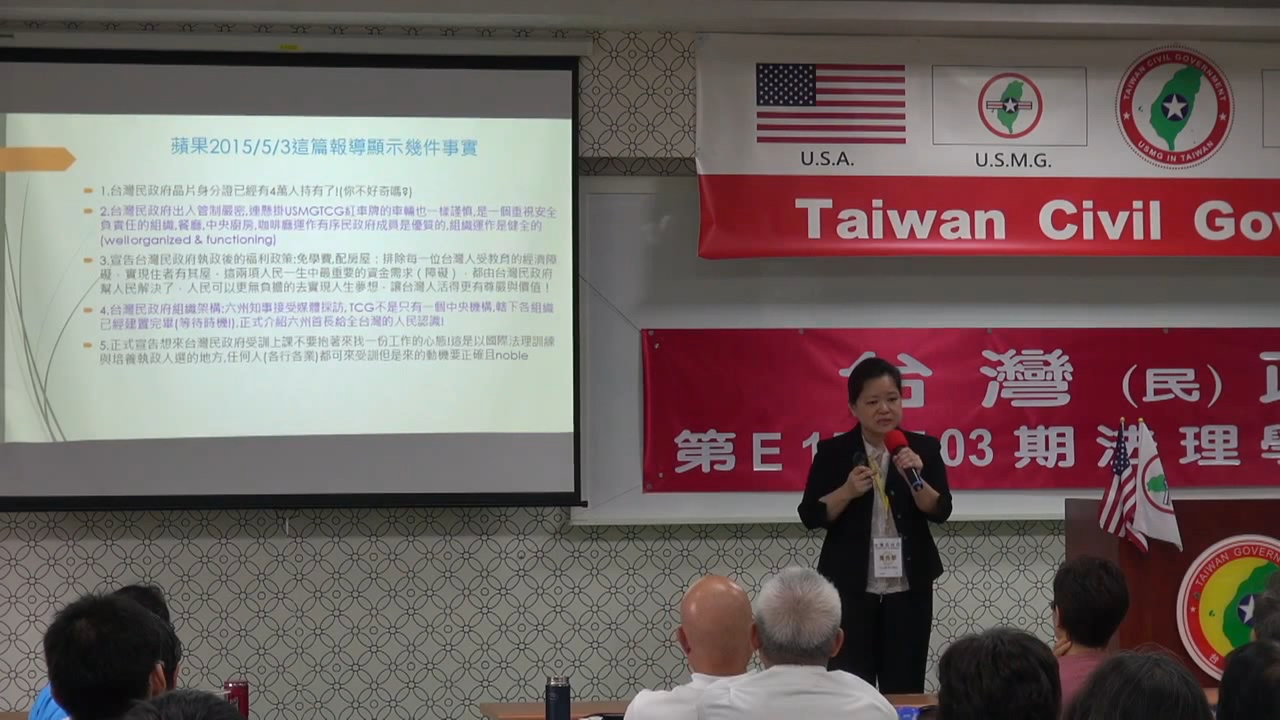 蘋果2015/5/3這篇報導顯示幾件事實
1.台灣民政府晶片身分證已經有4萬人持有了!(你不好奇嗎?)
2.台灣民政府出入管制嚴密,連懸掛USMGTCG紅車牌的車輛也一樣謹慎,是一個重視安全
負責任的組織,餐廳,中央廚房,咖啡廳運作有序民政府成員是優質的,組織運作是健全的
(well organized & functioning)
3.宣告台灣民政府執政後的福利政策:免學費,配房屋：排除每一位台灣人受教育的經濟障
礙，實現住者有其屋，這兩項人民一生中最重要的資金需求（障礙），都由台灣民政府
幫人民解決了，人民可以更無負擔的去實現人生夢想，讓台灣人活得更有尊嚴與價值！
4.台灣民政府組織架構:六州知事接受媒體採訪,TCG不是只有一個中央機構,轄下各組織
已經建置完畢(等待時機!),正式介紹六州首長給全台灣的人民認識!
5.正式宣告想來台灣民政府受訓上課不要抱著來找一份工作的心態!這是以國際法理訓練
與培養執政人選的地方,任何人(各行各業)都可來受訓但是來的動機要正確且noble
U.S.A.
U.S.M.G.
TAIWAN CIVIL GOVERNMENT
USMG IN TAIWAN
Taiwan Civil Go
台灣（民）政
第E1 03期法理學
TAIWAN GOVERN